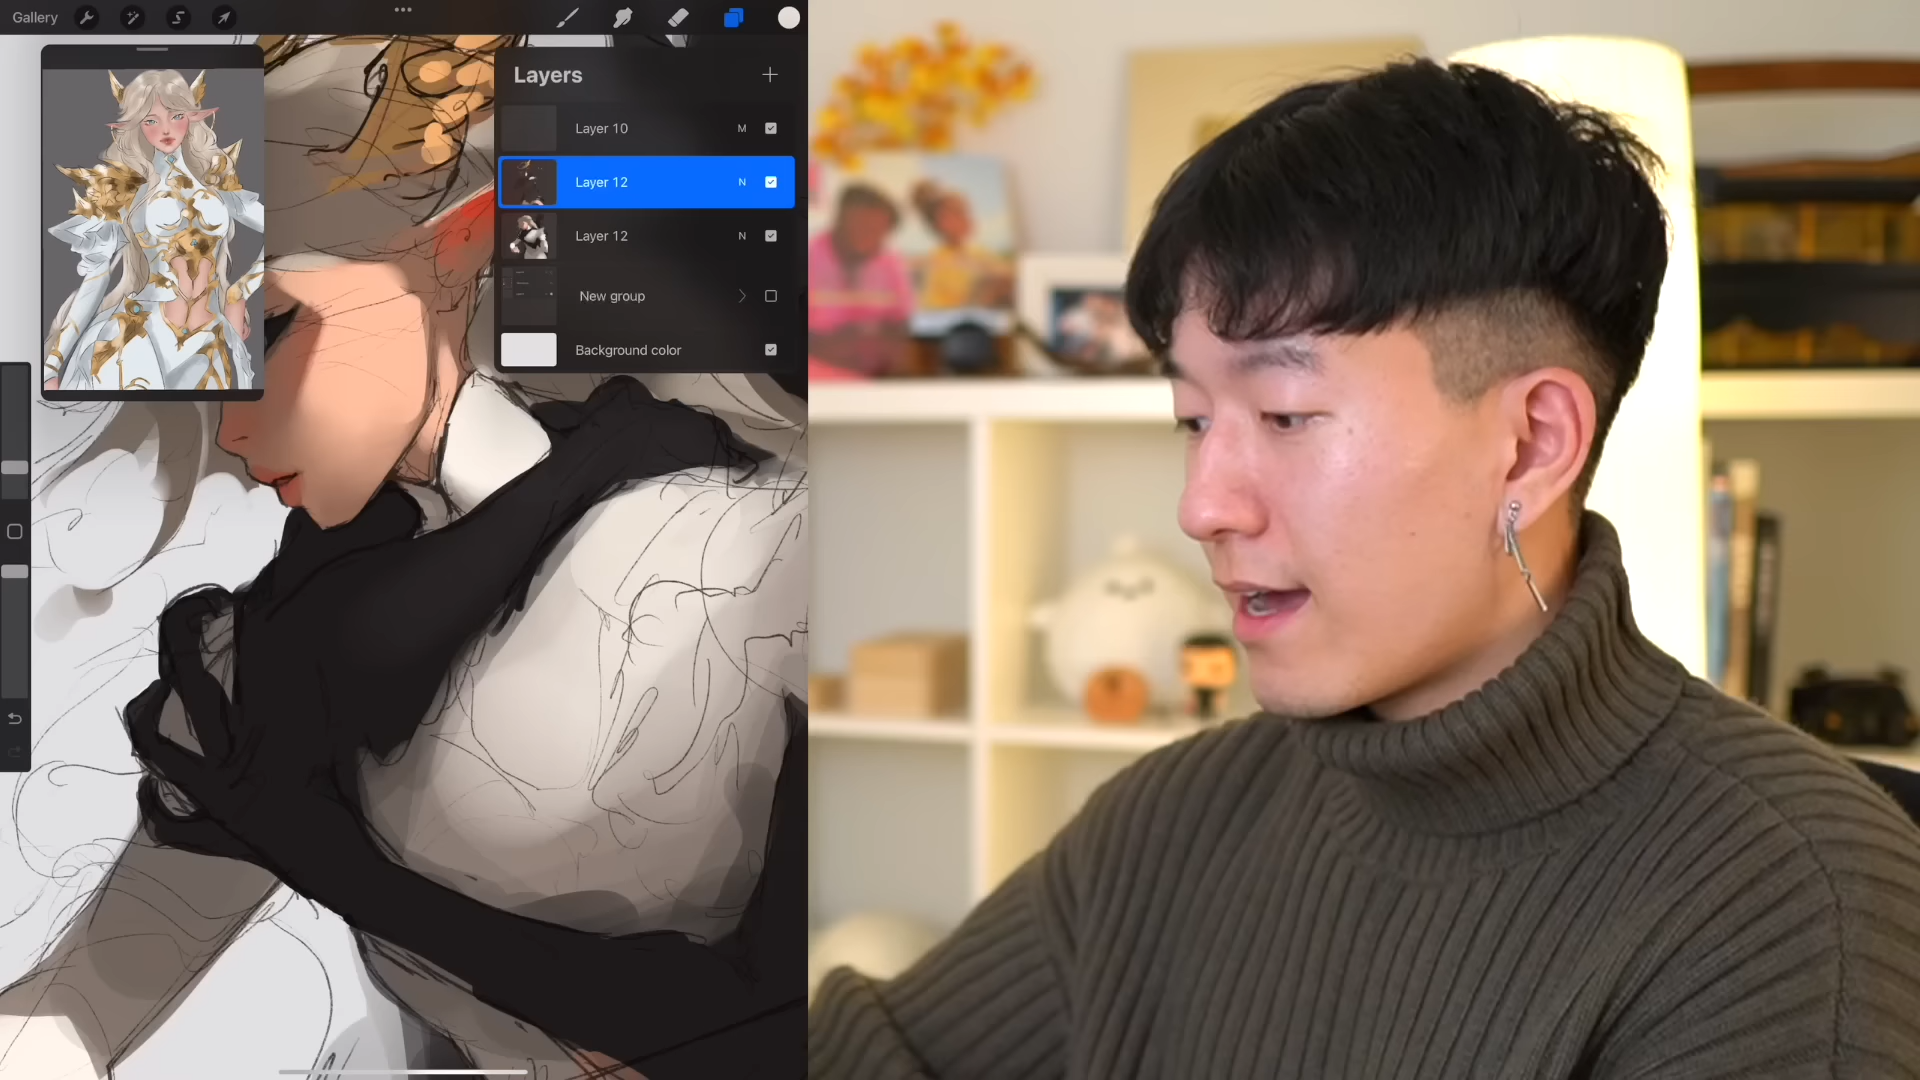 Gallery
Layers
Layer 10 M
Layer 12 N
Layer 12 N
New group
Background color